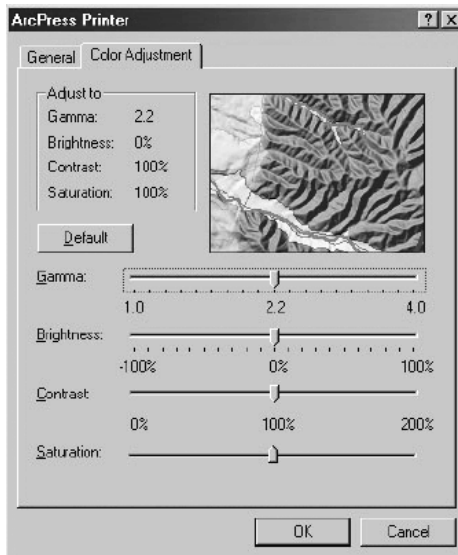 ArcPress Printer
General Color Adjustment
Adjust to
Gamma: 2.2
Brightness: 0%
Contrast: 100%
Saturation: 100%
Default
Gamma:
1.0 2.2 4.0
Brightness:
-100% 0% 100%
Contrast
0% 100% 200%
Saturation:
OK Cancel